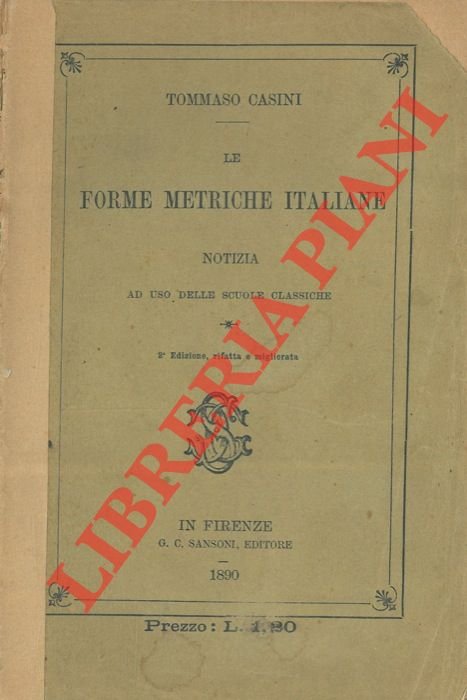 TOMMASO CASINI
LE
FORME METRICHE ITALIANE
NOTIZIA
AD USO DELLE SCUOLE CLASSICHE
2ª Edizione, rifatta e migliorata
IN FIRENZE
G. C. SANSONI, EDITORE
1890
Prezzo: L. 1,20
LIBRERIA PIANI